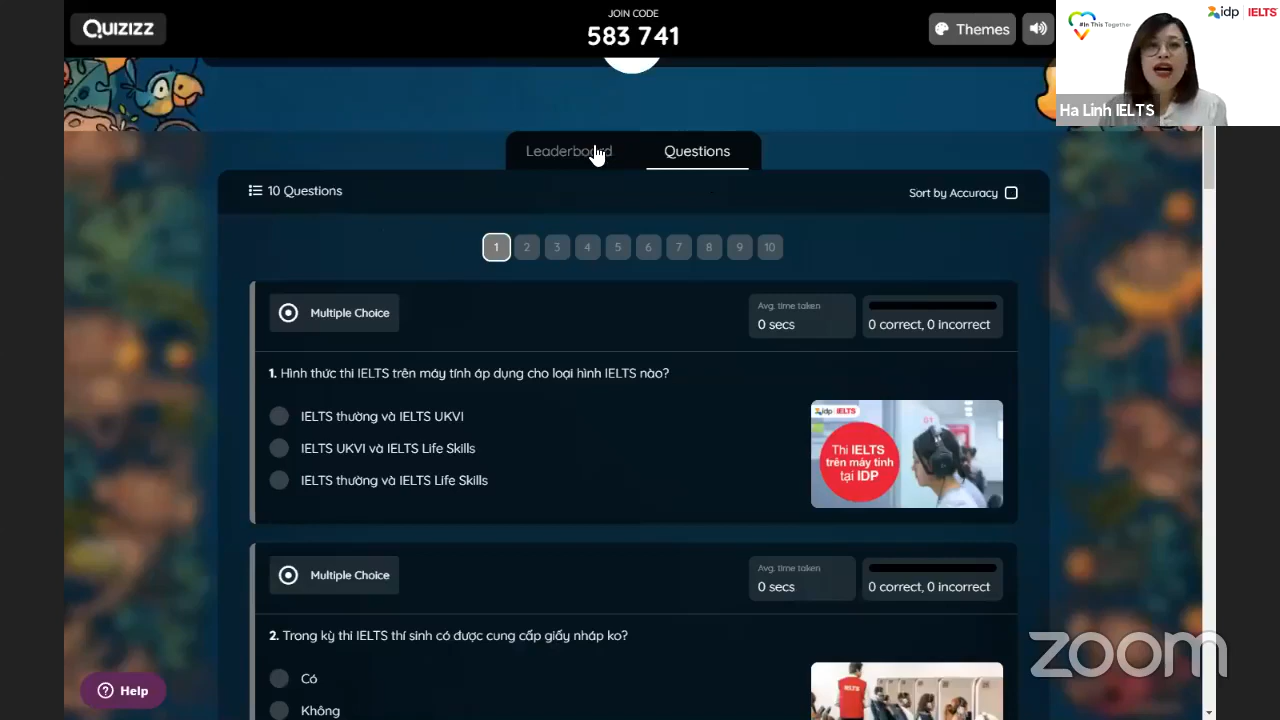 QUIZIZZ
JOIN CODE
583 741
Themes
#In This Together
idp | IELTS
Ha Linh IELTS
Leaderboard
Questions
10 Questions
Sort by Accuracy
1 2 3 4 5 6 7 8 9 10
Multiple Choice
Avg. time taken
0 secs
0 correct, 0 incorrect
1. Hình thức thi IELTS trên máy tính áp dụng cho loại hình IELTS nào?
IELTS thường và IELTS UKVI
IELTS UKVI và IELTS Life Skills
IELTS thường và IELTS Life Skills
idp IELTS
Thi IELTS
trên máy tính
tại IDP
Multiple Choice
Avg. time taken
0 secs
0 correct, 0 incorrect
2. Trong kỳ thi IELTS thí sinh có được cung cấp giấy nháp ko?
Có
Không
IELTS
Help
zoom